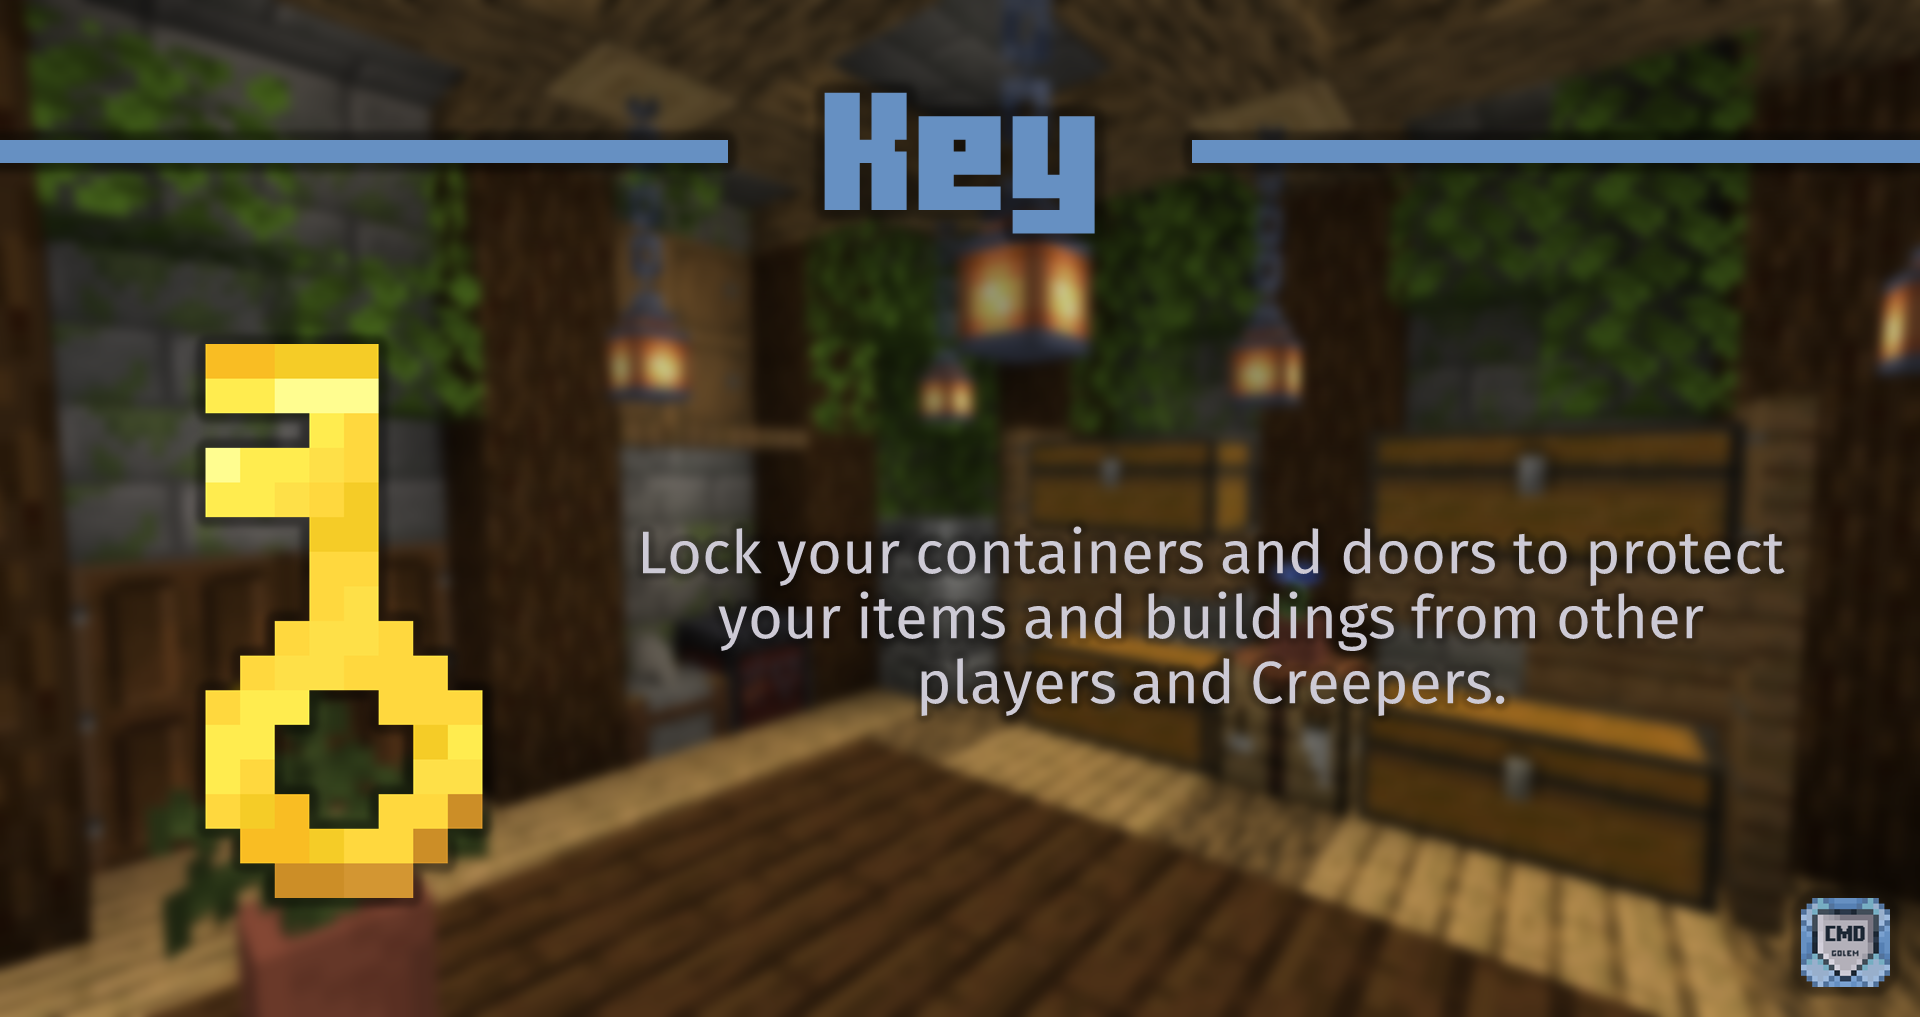 Key
Lock your containers and doors to protect
your items and buildings from other
players and Creepers.
CMD
GOLEM